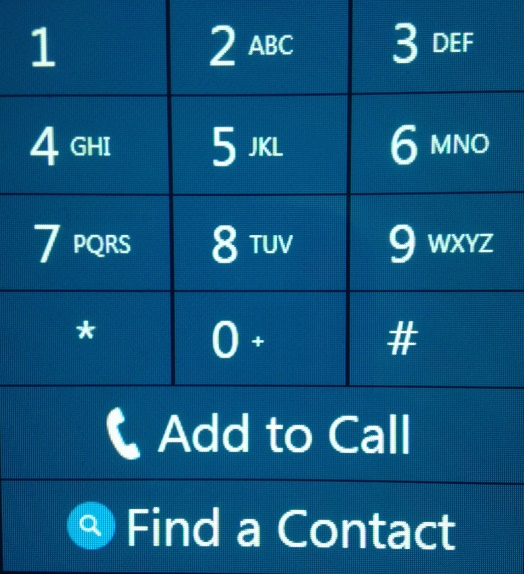 1 2 ABC 3 DEF
4 GHI 5 JKL 6 MNO
7 PQRS 8 TUV 9 WXYZ
* 0 + #
Add to Call
Find a Contact